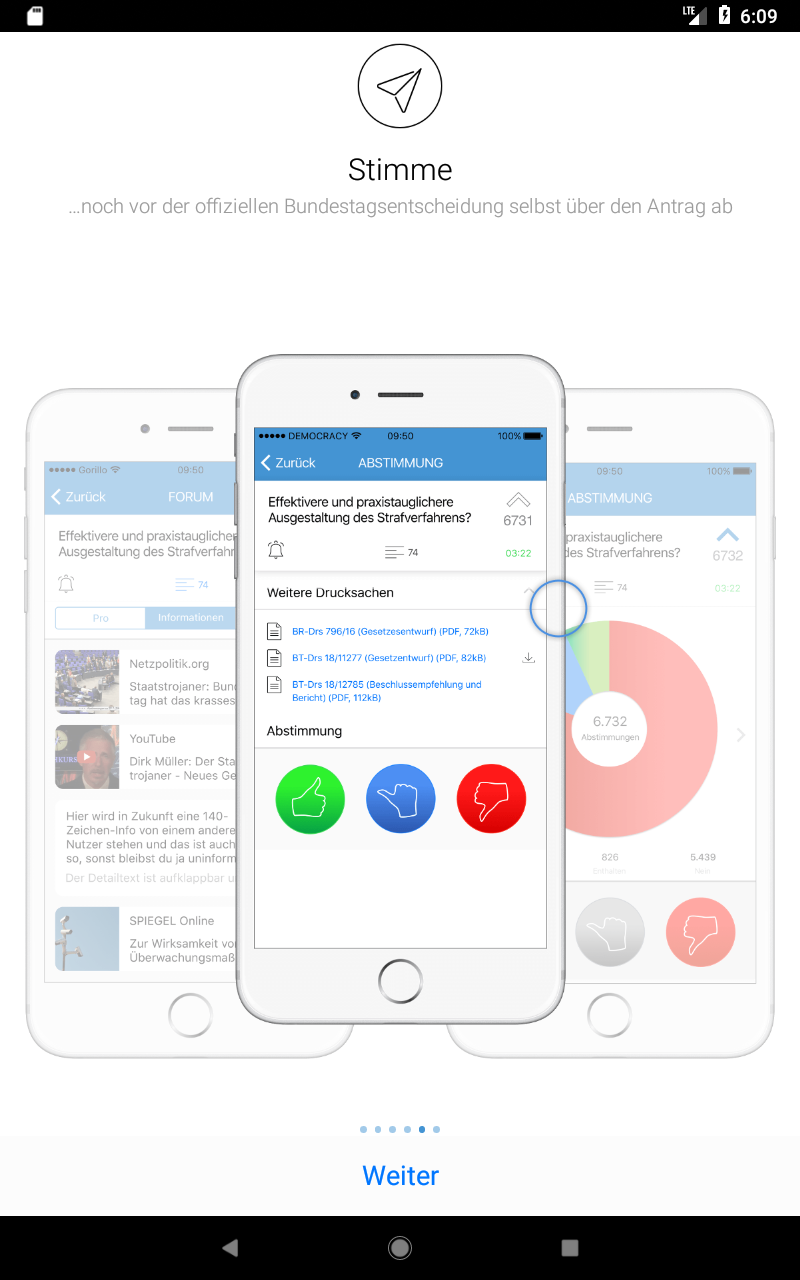 LTE 6:09
Stimme
...noch vor der offiziellen Bundestagsentscheidung selbst über den Antrag ab
Gorilla 09:50
Zurück FORUM
Effektivere und praxistauglicher
Ausgestaltung des Strafverfahr
74
Pro Informationen
Netzpolitik.org
Staatstrojaner: Bun
tag hat das krasses
YouTube
Dirk Müller: Der Sta
trojaner - Neues Ge
Hier wird in Zukunft eine 140-
Zeichen-Info von einem andere
Nutzer stehen und das ist auch
so, sonst bleibst du ja uninform
Der Detailtext ist aufklappbar u
SPIEGEL Online
Zur Wirksamkeit vo
Überwachungsmaß
DEMOCRACY 09:50 100%
Zurück ABSTIMMUNG
Effektivere und praxistauglichere
Ausgestaltung des Strafverfahrens?
6731
74 03:22
Weitere Drucksachen
BR-Drs 796/16 (Gesetzesentwurf) (PDF, 72kB)
BT-Drs 18/11277 (Gesetzentwurf) (PDF, 82kB)
BT-Drs 18/12785 (Beschlussempfehlung und
Bericht) (PDF, 112kB)
Abstimmung
09:50 100%
ABSTIMMUNG
praxistauglichere
des Strafverfahrens?
6732
74 03:22
6.732
Abstimmungen
826 5.439
Enthalten Nein
Weiter